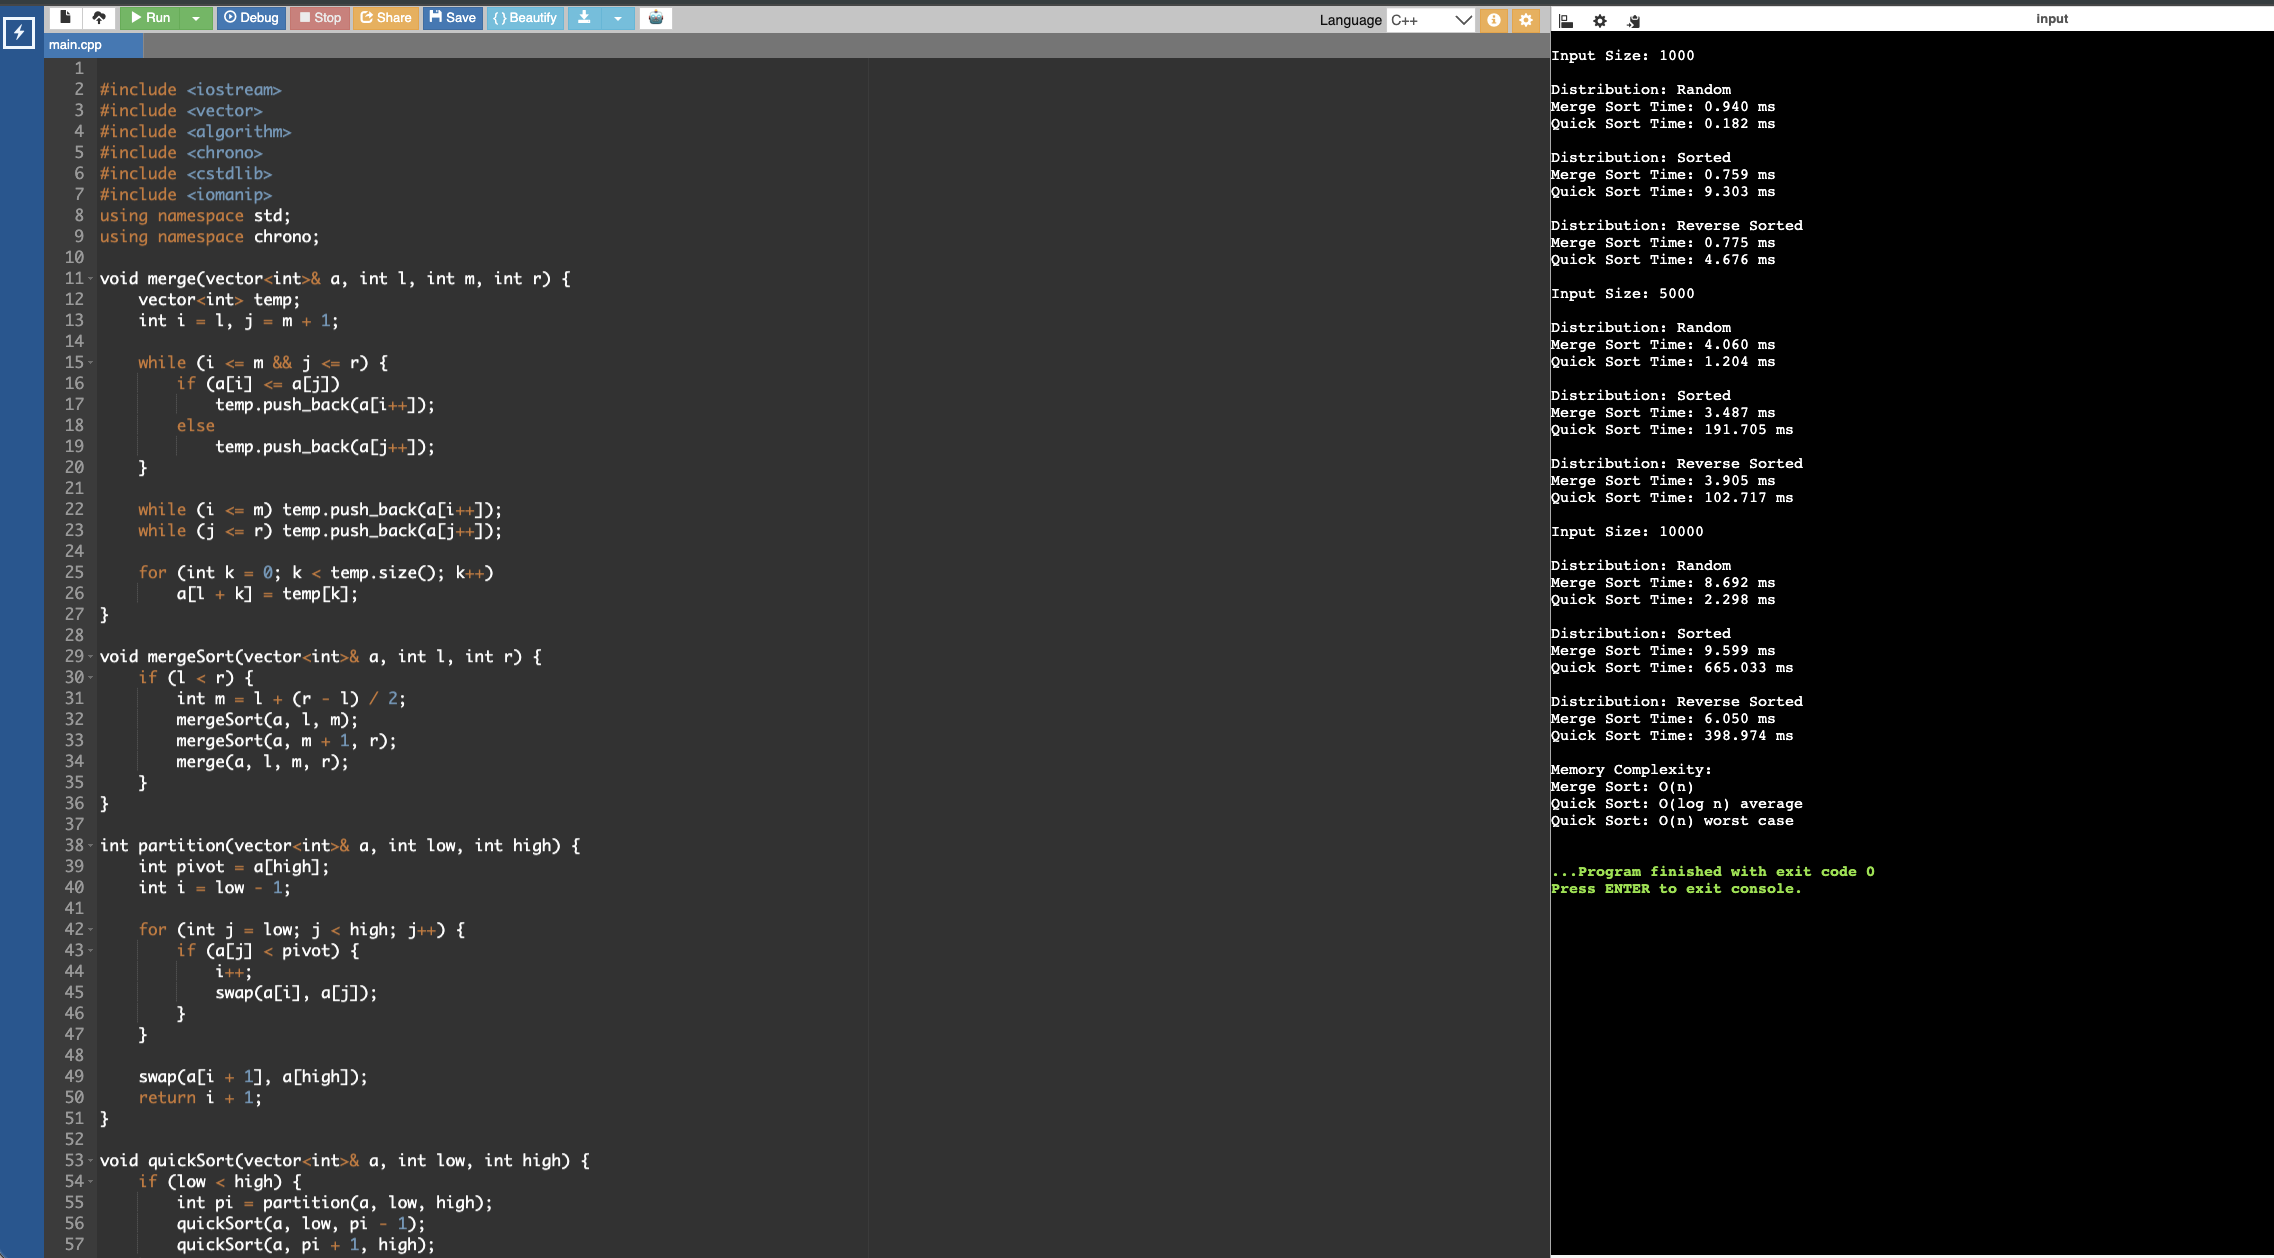 Run
Debug
Stop
Share
Save
{ } Beautify
Language C++
main.cpp
1
2 #include <iostream>
3 #include <vector>
4 #include <algorithm>
5 #include <chrono>
6 #include <cstdlib>
7 #include <iomanip>
8 using namespace std;
9 using namespace chrono;
10
11 void merge(vector<int>& a, int l, int m, int r) {
12     vector<int> temp;
13     int i = l, j = m + 1;
14
15     while (i <= m && j <= r) {
16         if (a[i] <= a[j])
17             temp.push_back(a[i++]);
18         else
19             temp.push_back(a[j++]);
20     }
21
22     while (i <= m) temp.push_back(a[i++]);
23     while (j <= r) temp.push_back(a[j++]);
24
25     for (int k = 0; k < temp.size(); k++)
26         a[l + k] = temp[k];
27 }
28
29 void mergeSort(vector<int>& a, int l, int r) {
30     if (l < r) {
31         int m = l + (r - l) / 2;
32         mergeSort(a, l, m);
33         mergeSort(a, m + 1, r);
34         merge(a, l, m, r);
35     }
36 }
37
38 int partition(vector<int>& a, int low, int high) {
39     int pivot = a[high];
40     int i = low - 1;
41
42     for (int j = low; j < high; j++) {
43         if (a[j] < pivot) {
44             i++;
45             swap(a[i], a[j]);
46         }
47     }
48
49     swap(a[i + 1], a[high]);
50     return i + 1;
51 }
52
53 void quickSort(vector<int>& a, int low, int high) {
54     if (low < high) {
55         int pi = partition(a, low, high);
56         quickSort(a, low, pi - 1);
57         quickSort(a, pi + 1, high);
input
Input Size: 1000
Distribution: Random
Merge Sort Time: 0.940 ms
Quick Sort Time: 0.182 ms
Distribution: Sorted
Merge Sort Time: 0.759 ms
Quick Sort Time: 9.303 ms
Distribution: Reverse Sorted
Merge Sort Time: 0.775 ms
Quick Sort Time: 4.676 ms
Input Size: 5000
Distribution: Random
Merge Sort Time: 4.060 ms
Quick Sort Time: 1.204 ms
Distribution: Sorted
Merge Sort Time: 3.487 ms
Quick Sort Time: 191.705 ms
Distribution: Reverse Sorted
Merge Sort Time: 3.905 ms
Quick Sort Time: 102.717 ms
Input Size: 10000
Distribution: Random
Merge Sort Time: 8.692 ms
Quick Sort Time: 2.298 ms
Distribution: Sorted
Merge Sort Time: 9.599 ms
Quick Sort Time: 665.033 ms
Distribution: Reverse Sorted
Merge Sort Time: 6.050 ms
Quick Sort Time: 398.974 ms
Memory Complexity:
Merge Sort: O(n)
Quick Sort: O(log n) average
Quick Sort: O(n) worst case
...Program finished with exit code 0
Press ENTER to exit console.